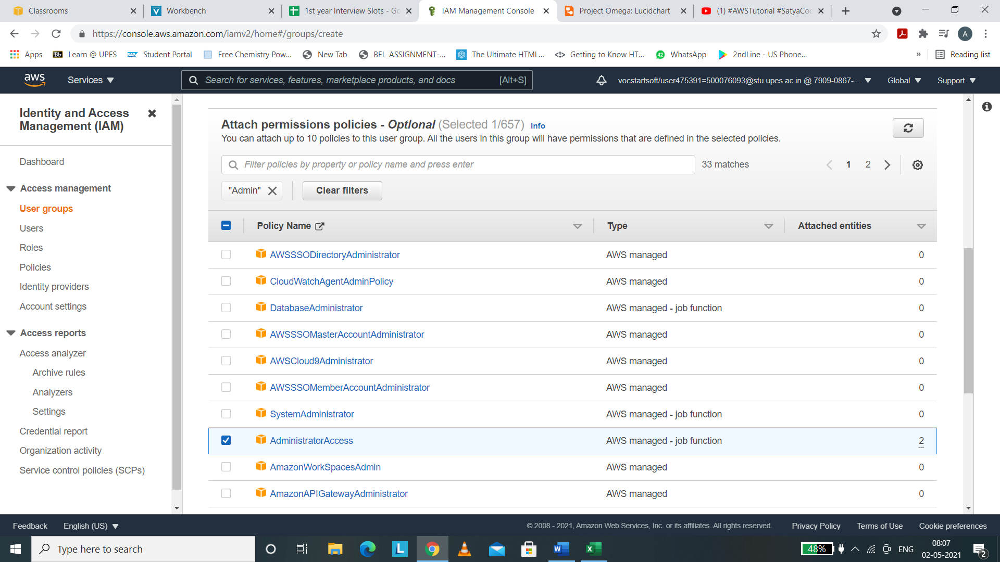 Classrooms
Workbench
1st year Interview Slots - Go
IAM Management Console
Project Omega: Lucidchart
(1) #AWSTutorial #SatyaCo
https://console.aws.amazon.com/iamv2/home#/groups/create
A
Apps
Bb Learn @ UPES
SAP Student Portal
Free Chemistry Pow...
New Tab
BEL_ASSIGNMENT-...
The Ultimate HTML...
Getting to Know HT...
42 WhatsApp
2ndLine - US Phone...
»
Reading list
aws
Services
Search for services, features, marketplace products, and docs
[Alt+S]
vocstartsoft/user475391=500076093@stu.upes.ac.in @ 7909-0867-...
Global
Support
Identity and Access
Management (IAM)
Dashboard
Access management
User groups
Users
Roles
Policies
Identity providers
Account settings
Access reports
Access analyzer
Archive rules
Analyzers
Settings
Credential report
Organization activity
Service control policies (SCPs)
Attach permissions policies - Optional (Selected 1/657) Info
You can attach up to 10 policies to this user group. All the users in this group will have permissions that are defined in the selected policies.
Filter policies by property or policy name and press enter
33 matches
1 2
"Admin"
Clear filters
Policy Name Type Attached entities
AWSSSODirectoryAdministrator AWS managed 0
CloudWatchAgentAdminPolicy AWS managed 0
DatabaseAdministrator AWS managed - job function 0
AWSSSOMasterAccountAdministrator AWS managed 0
AWSCloud9Administrator AWS managed 0
AWSSSOMemberAccountAdministrator AWS managed 0
SystemAdministrator AWS managed - job function 0
AdministratorAccess AWS managed - job function 2
AmazonWorkSpacesAdmin AWS managed 0
AmazonAPIGatewayAdministrator AWS managed 0
Feedback
English (US)
© 2008 - 2021, Amazon Web Services, Inc. or its affiliates. All rights reserved.
Privacy Policy
Terms of Use
Cookie preferences
Type here to search
L
W
X
48%
ENG
08:07
02-05-2021
2